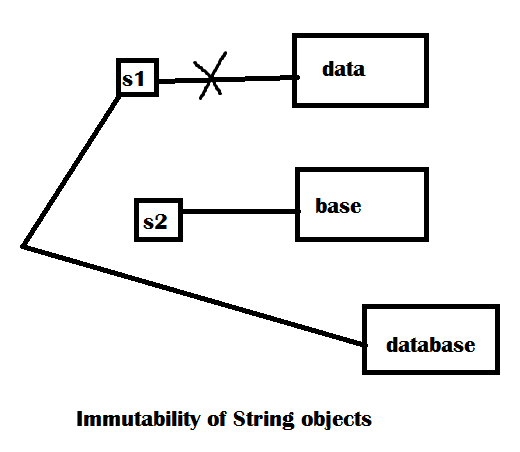 s1
data
s2
base
database
Immutability of String objects